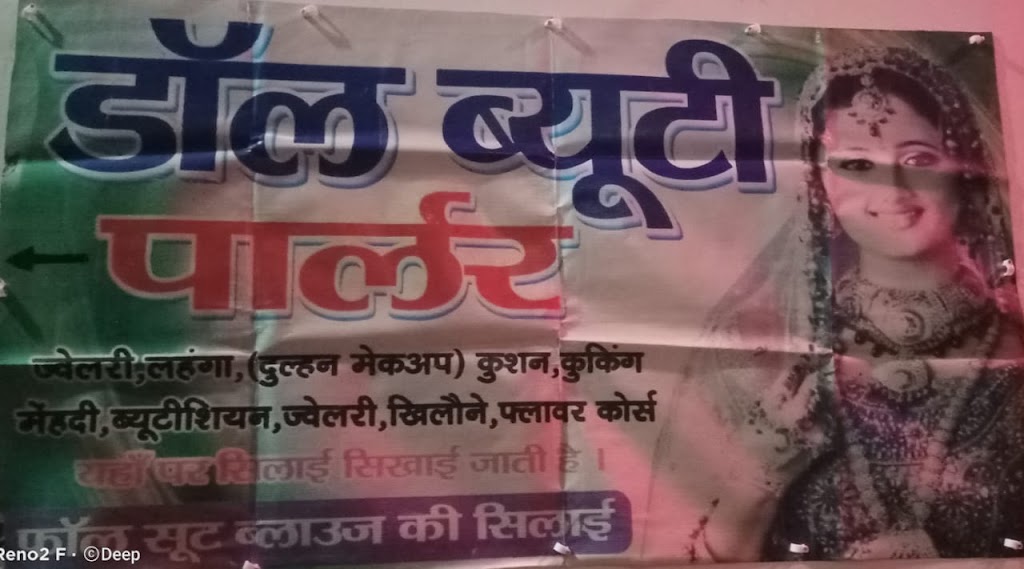 डॉल ब्यूटी
पार्लर
ज्वेलरी,लहंगा,(दुल्हन मेकअप) कुशन,कुकिंग
मेंहदी,ब्यूटीशियन,ज्वेलरी,खिलौने,फ्लावर कोर्स
यहाँ पर सिलाई सिखाई जाती है ।
फॉल सूट ब्लाउज की सिलाई
Reno2 F · ©Deep